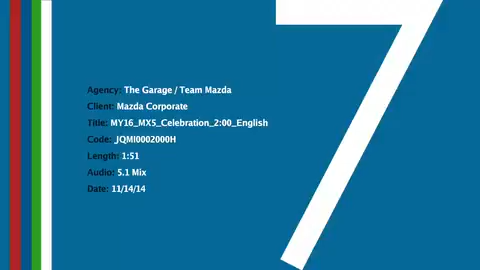 7
Agency: The Garage / Team Mazda
Client: Mazda Corporate
Title: MY16_MX5_Celebration_2:00_English
Code: JQMI0002000H
Length: 1:51
Audio: 5.1 Mix
Date: 11/14/14